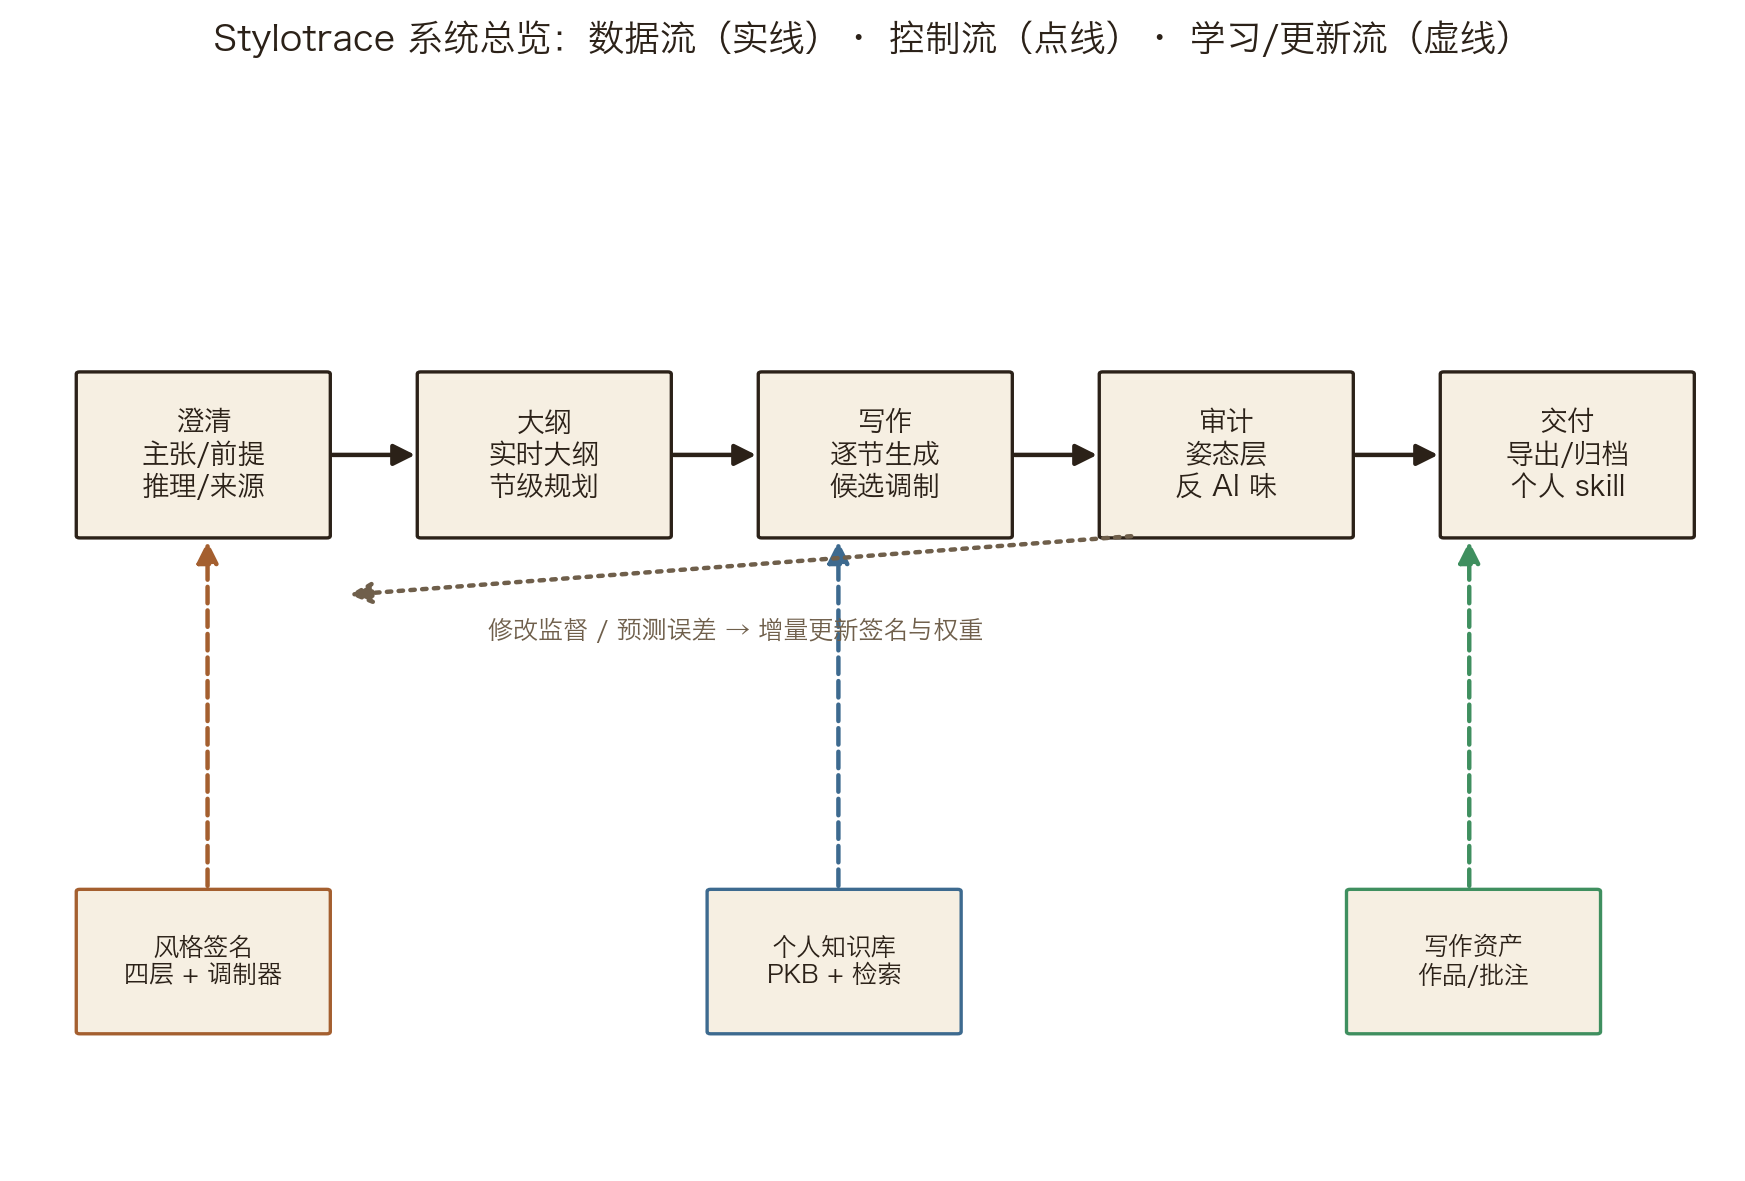 Stylotrace 系统总览：数据流（实线） · 控制流（点线） · 学习/更新流（虚线）
澄清
主张/前提
推理/来源
大纲
实时大纲
节级规划
写作
逐节生成
候选调制
审计
姿态层
反 AI 味
交付
导出/归档
个人 skill
修改监督 / 预测误差 → 增量更新签名与权重
风格签名
四层 + 调制器
个人知识库
PKB + 检索
写作资产
作品/批注